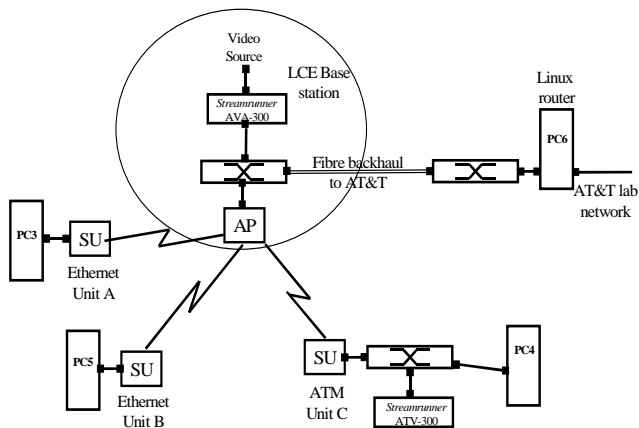 Video
Source
LCE Base
station
Streamrunner
AVA-300
Linux
router
PC6
Fibre backhaul
to AT&T
AT&T lab
network
AP
PC3
SU
Ethernet
Unit A
PC5
SU
Ethernet
Unit B
SU
ATM
Unit C
PC4
Streamrunner
ATV-300